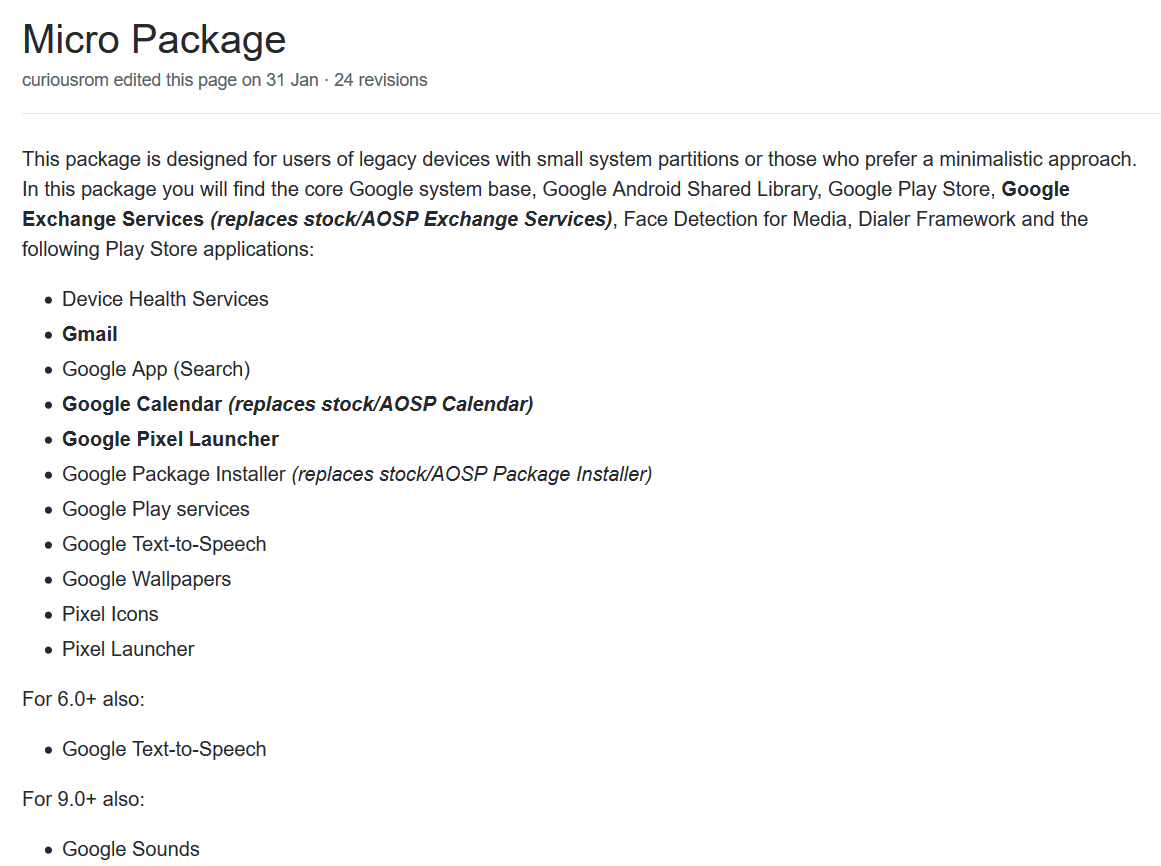 Micro Package
curiousrom edited this page on 31 Jan · 24 revisions
This package is designed for users of legacy devices with small system partitions or those who prefer a minimalistic approach.
In this package you will find the core Google system base, Google Android Shared Library, Google Play Store, Google
Exchange Services (replaces stock/AOSP Exchange Services), Face Detection for Media, Dialer Framework and the
following Play Store applications:
• Device Health Services
• Gmail
• Google App (Search)
• Google Calendar (replaces stock/AOSP Calendar)
• Google Pixel Launcher
• Google Package Installer (replaces stock/AOSP Package Installer)
• Google Play services
• Google Text-to-Speech
• Google Wallpapers
• Pixel Icons
• Pixel Launcher
For 6.0+ also:
• Google Text-to-Speech
For 9.0+ also:
• Google Sounds